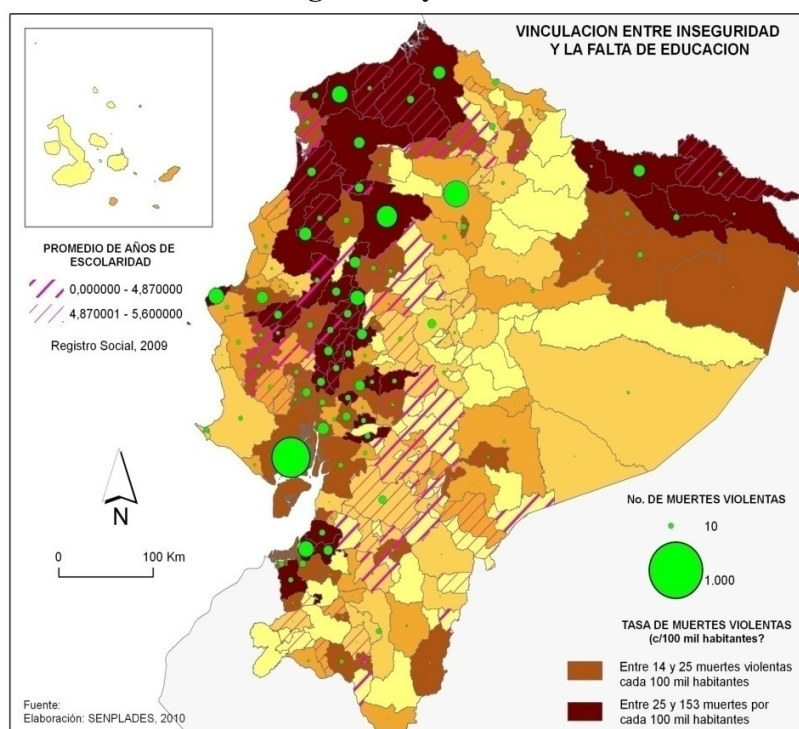 VINCULACION ENTRE INSEGURIDAD
Y LA FALTA DE EDUCACION
PROMEDIO DE AÑOS DE
ESCOLARIDAD
0,000000 - 4,870000
4,870001 - 5,600000
Registro Social, 2009
N
0 100 Km
No. DE MUERTES VIOLENTAS
10
1.000
TASA DE MUERTES VIOLENTAS
(c/100 mil habitantes?
Entre 14 y 25 muertes violentas
cada 100 mil habitantes
Entre 25 y 153 muertes por
cada 100 mil habitantes
Fuente:
Elaboración: SENPLADES, 2010